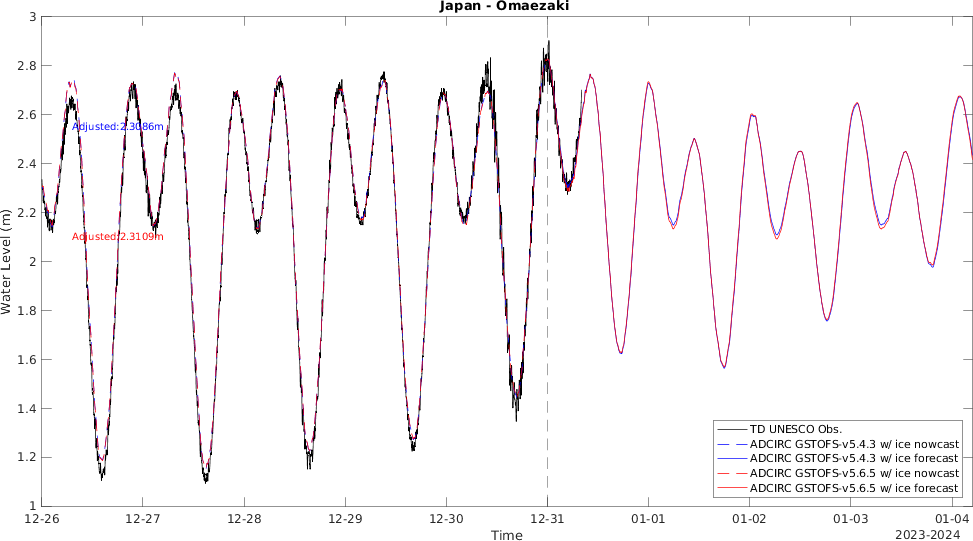 Japan - Omaezaki
3
2.8
2.6
2.4
2.2
2
1.8
1.6
1.4
1.2
1
Water Level (m)
Adjusted:2.3086m
Adjusted:2.3109m
TD UNESCO Obs.
ADCIRC GSTOFS-v5.4.3 w/ ice nowcast
ADCIRC GSTOFS-v5.4.3 w/ ice forecast
ADCIRC GSTOFS-v5.6.5 w/ ice nowcast
ADCIRC GSTOFS-v5.6.5 w/ ice forecast
12-26 12-27 12-28 12-29 12-30 12-31 01-01 01-02 01-03 01-04
Time
2023-2024